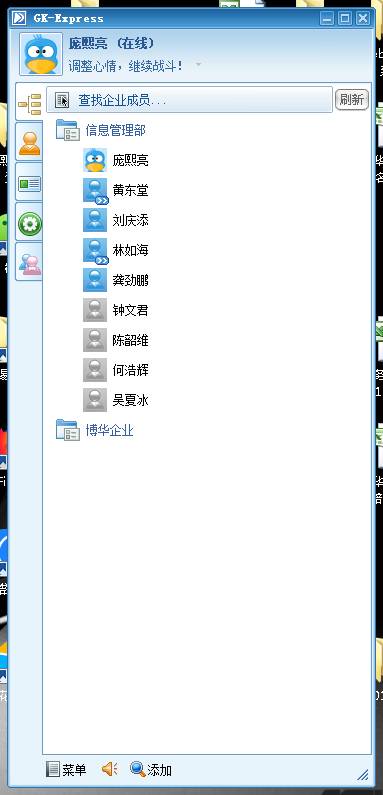 GK-Express
庞熙亮（在线）
调整心情，继续战斗！
查找企业成员...
刷新
信息管理部
庞熙亮
黄东堂
刘庆添
林如海
龚劲鹏
钟文君
陈韶维
何浩辉
吴夏冰
博华企业
菜单
添加